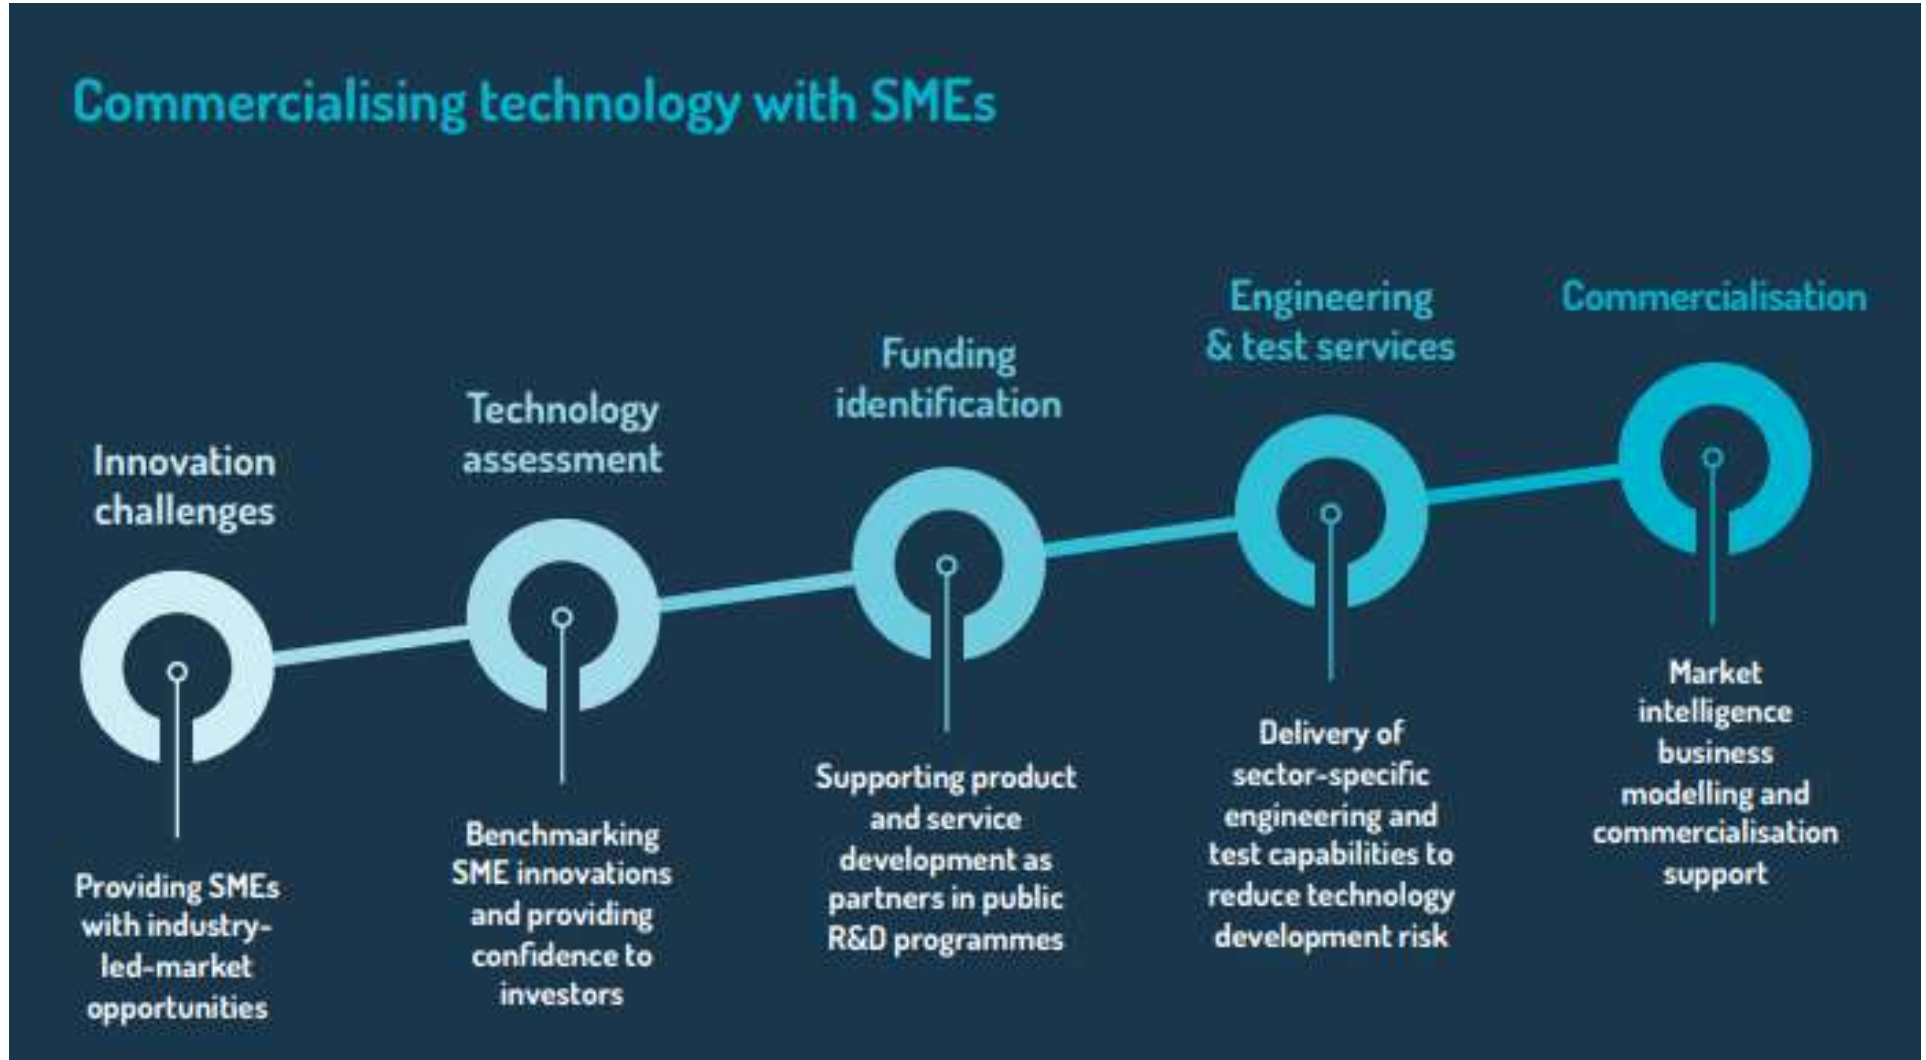 Commercialising technology with SMEs
Innovation
challenges
Providing SMEs
with industry-
led-market
opportunities
Technology
assessment
Benchmarking
SME innovations
and providing
confidence to
investors
Funding
identification
Supporting product
and service
development as
partners in public
R&D programmes
Engineering
& test services
Delivery of
sector-specific
engineering and
test capabilities to
reduce technology
development risk
Commercialisation
Market
intelligence
business
modelling and
commercialisation
support